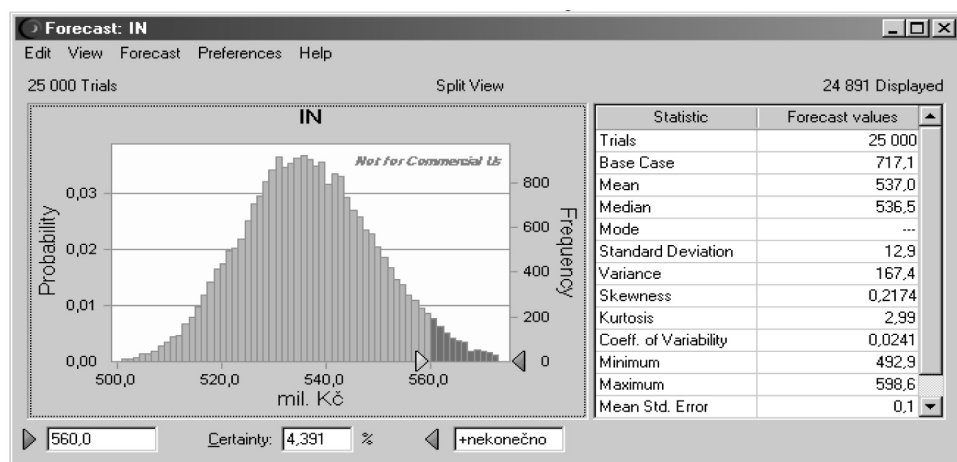 Forecast: IN
Edit View Forecast Preferences Help
25 000 Trials Split View 24 891 Displayed
IN
Not for Commercial Us
Probability
0,03
0,02
0,01
0,00
Frequency
800
600
400
200
0
500,0 520,0 540,0 560,0
mil. Kč
Statistic Forecast values
Trials 25 000
Base Case 717,1
Mean 537,0
Median 536,5
Mode ---
Standard Deviation 12,9
Variance 167,4
Skewness 0,2174
Kurtosis 2,99
Coeff. of Variability 0,0241
Minimum 492,9
Maximum 598,6
Mean Std. Error 0,1
560,0 Certainty: 4,391 % +nekonečno